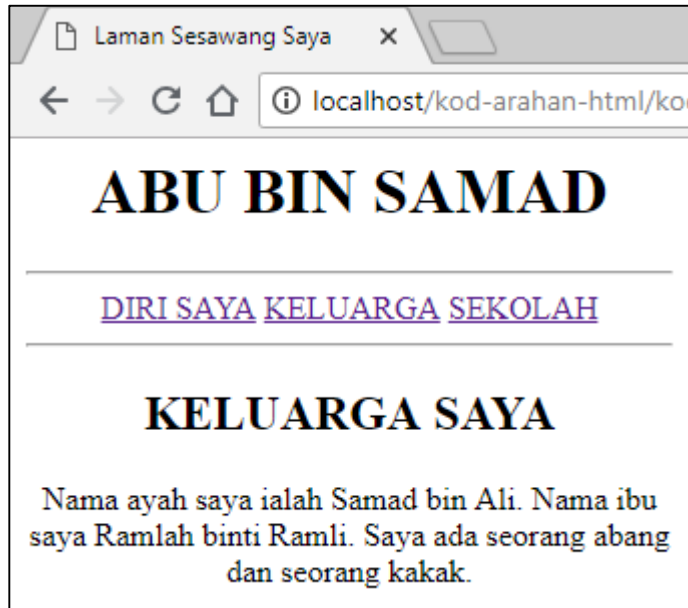 Laman Sesawang Saya
localhost/kod-arahan-html/ko
ABU BIN SAMAD
DIRI SAYA KELUARGA SEKOLAH
KELUARGA SAYA
Nama ayah saya ialah Samad bin Ali. Nama ibu
saya Ramlah binti Ramli. Saya ada seorang abang
dan seorang kakak.